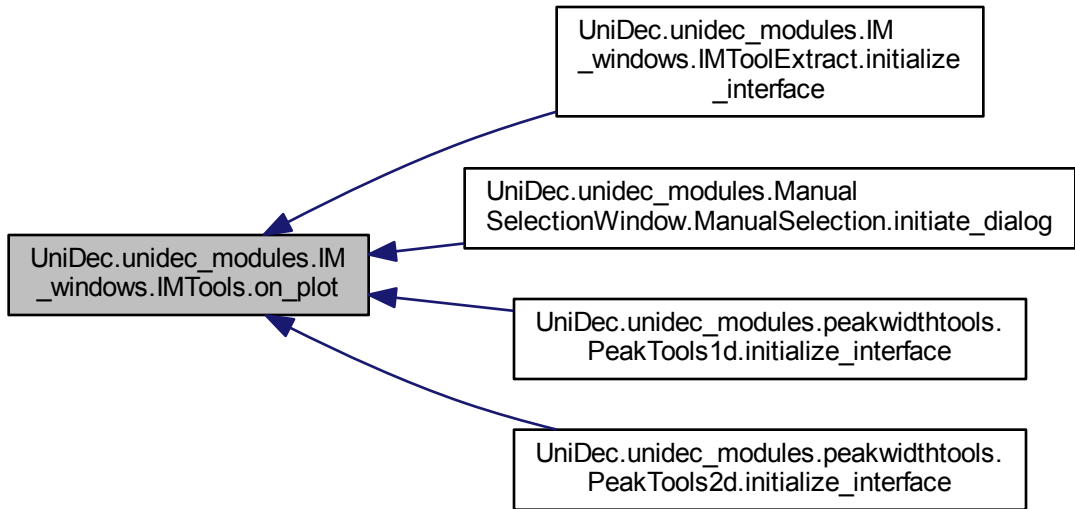 UniDec.unidec_modules.IM
_windows.IMToolExtract.initialize
_interface
UniDec.unidec_modules.Manual
SelectionWindow.ManualSelection.initiate_dialog
UniDec.unidec_modules.IM
_windows.IMTools.on_plot
UniDec.unidec_modules.peakwidthtools.
PeakTools1d.initialize_interface
UniDec.unidec_modules.peakwidthtools.
PeakTools2d.initialize_interface